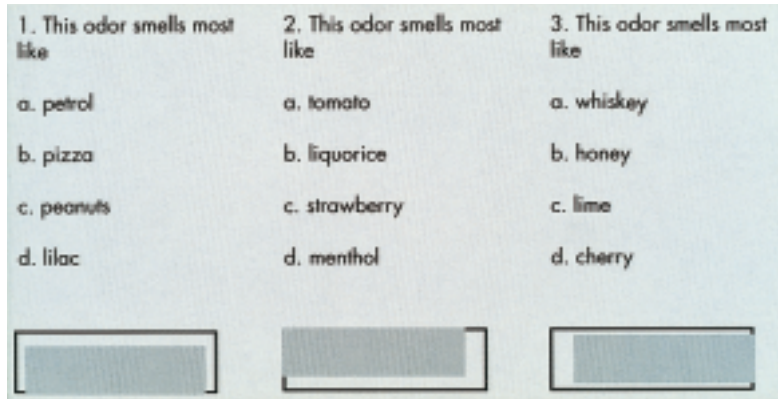 1. This odor smells most
like
a. petrol
b. pizza
c. peanuts
d. lilac
2. This odor smells most
like
a. tomato
b. liquorice
c. strawberry
d. menthol
3. This odor smells most
like
a. whiskey
b. honey
c. lime
d. cherry